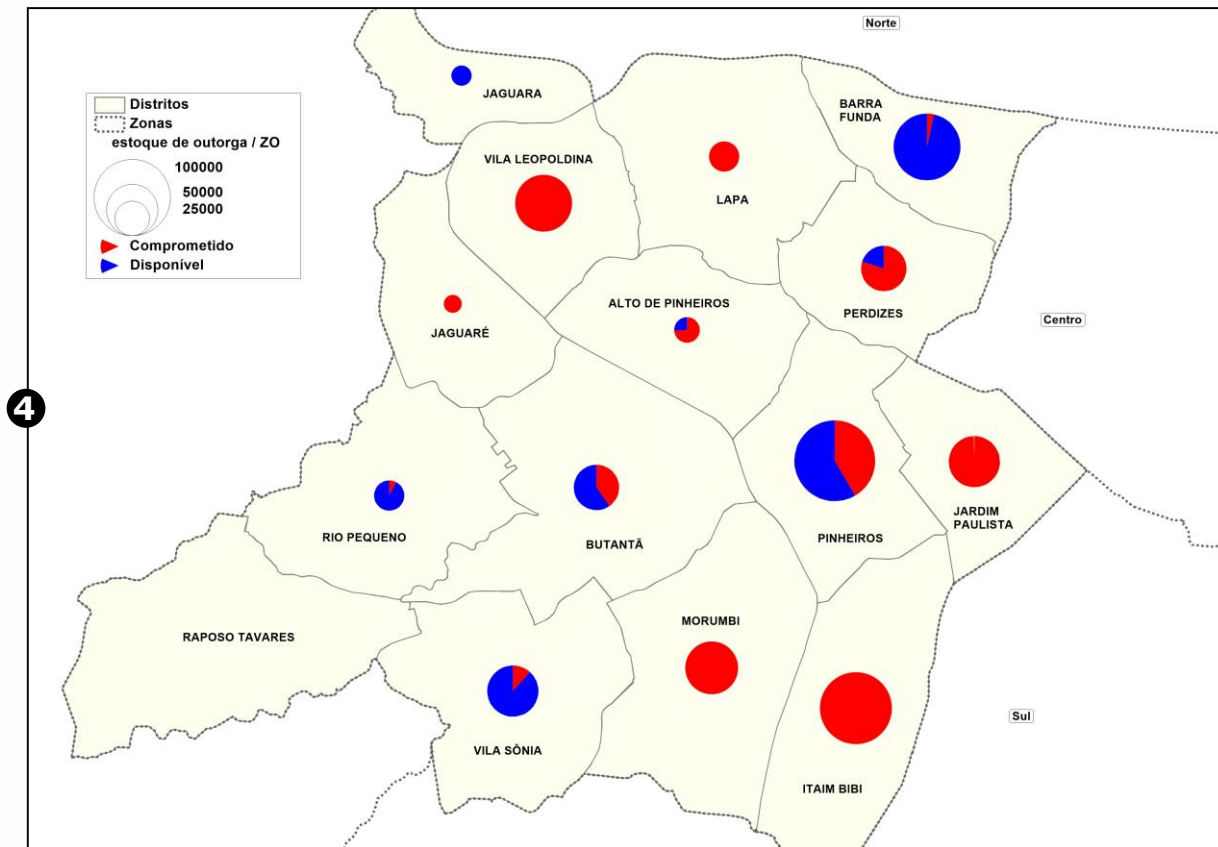 Norte
JAGUARA
BARRA
FUNDA
Distritos
Zonas
estoque de outorga / ZO
100000
50000
25000
Comprometido
Disponível
VILA LEOPOLDINA
LAPA
ALTO DE PINHEIROS
PERDIZES
Centro
JAGUARÉ
4
JARDIM
PAULISTA
RIO PEQUENO
BUTANTÃ
PINHEIROS
RAPOSO TAVARES
MORUMBI
Sul
VILA SÔNIA
ITAIM BIBI